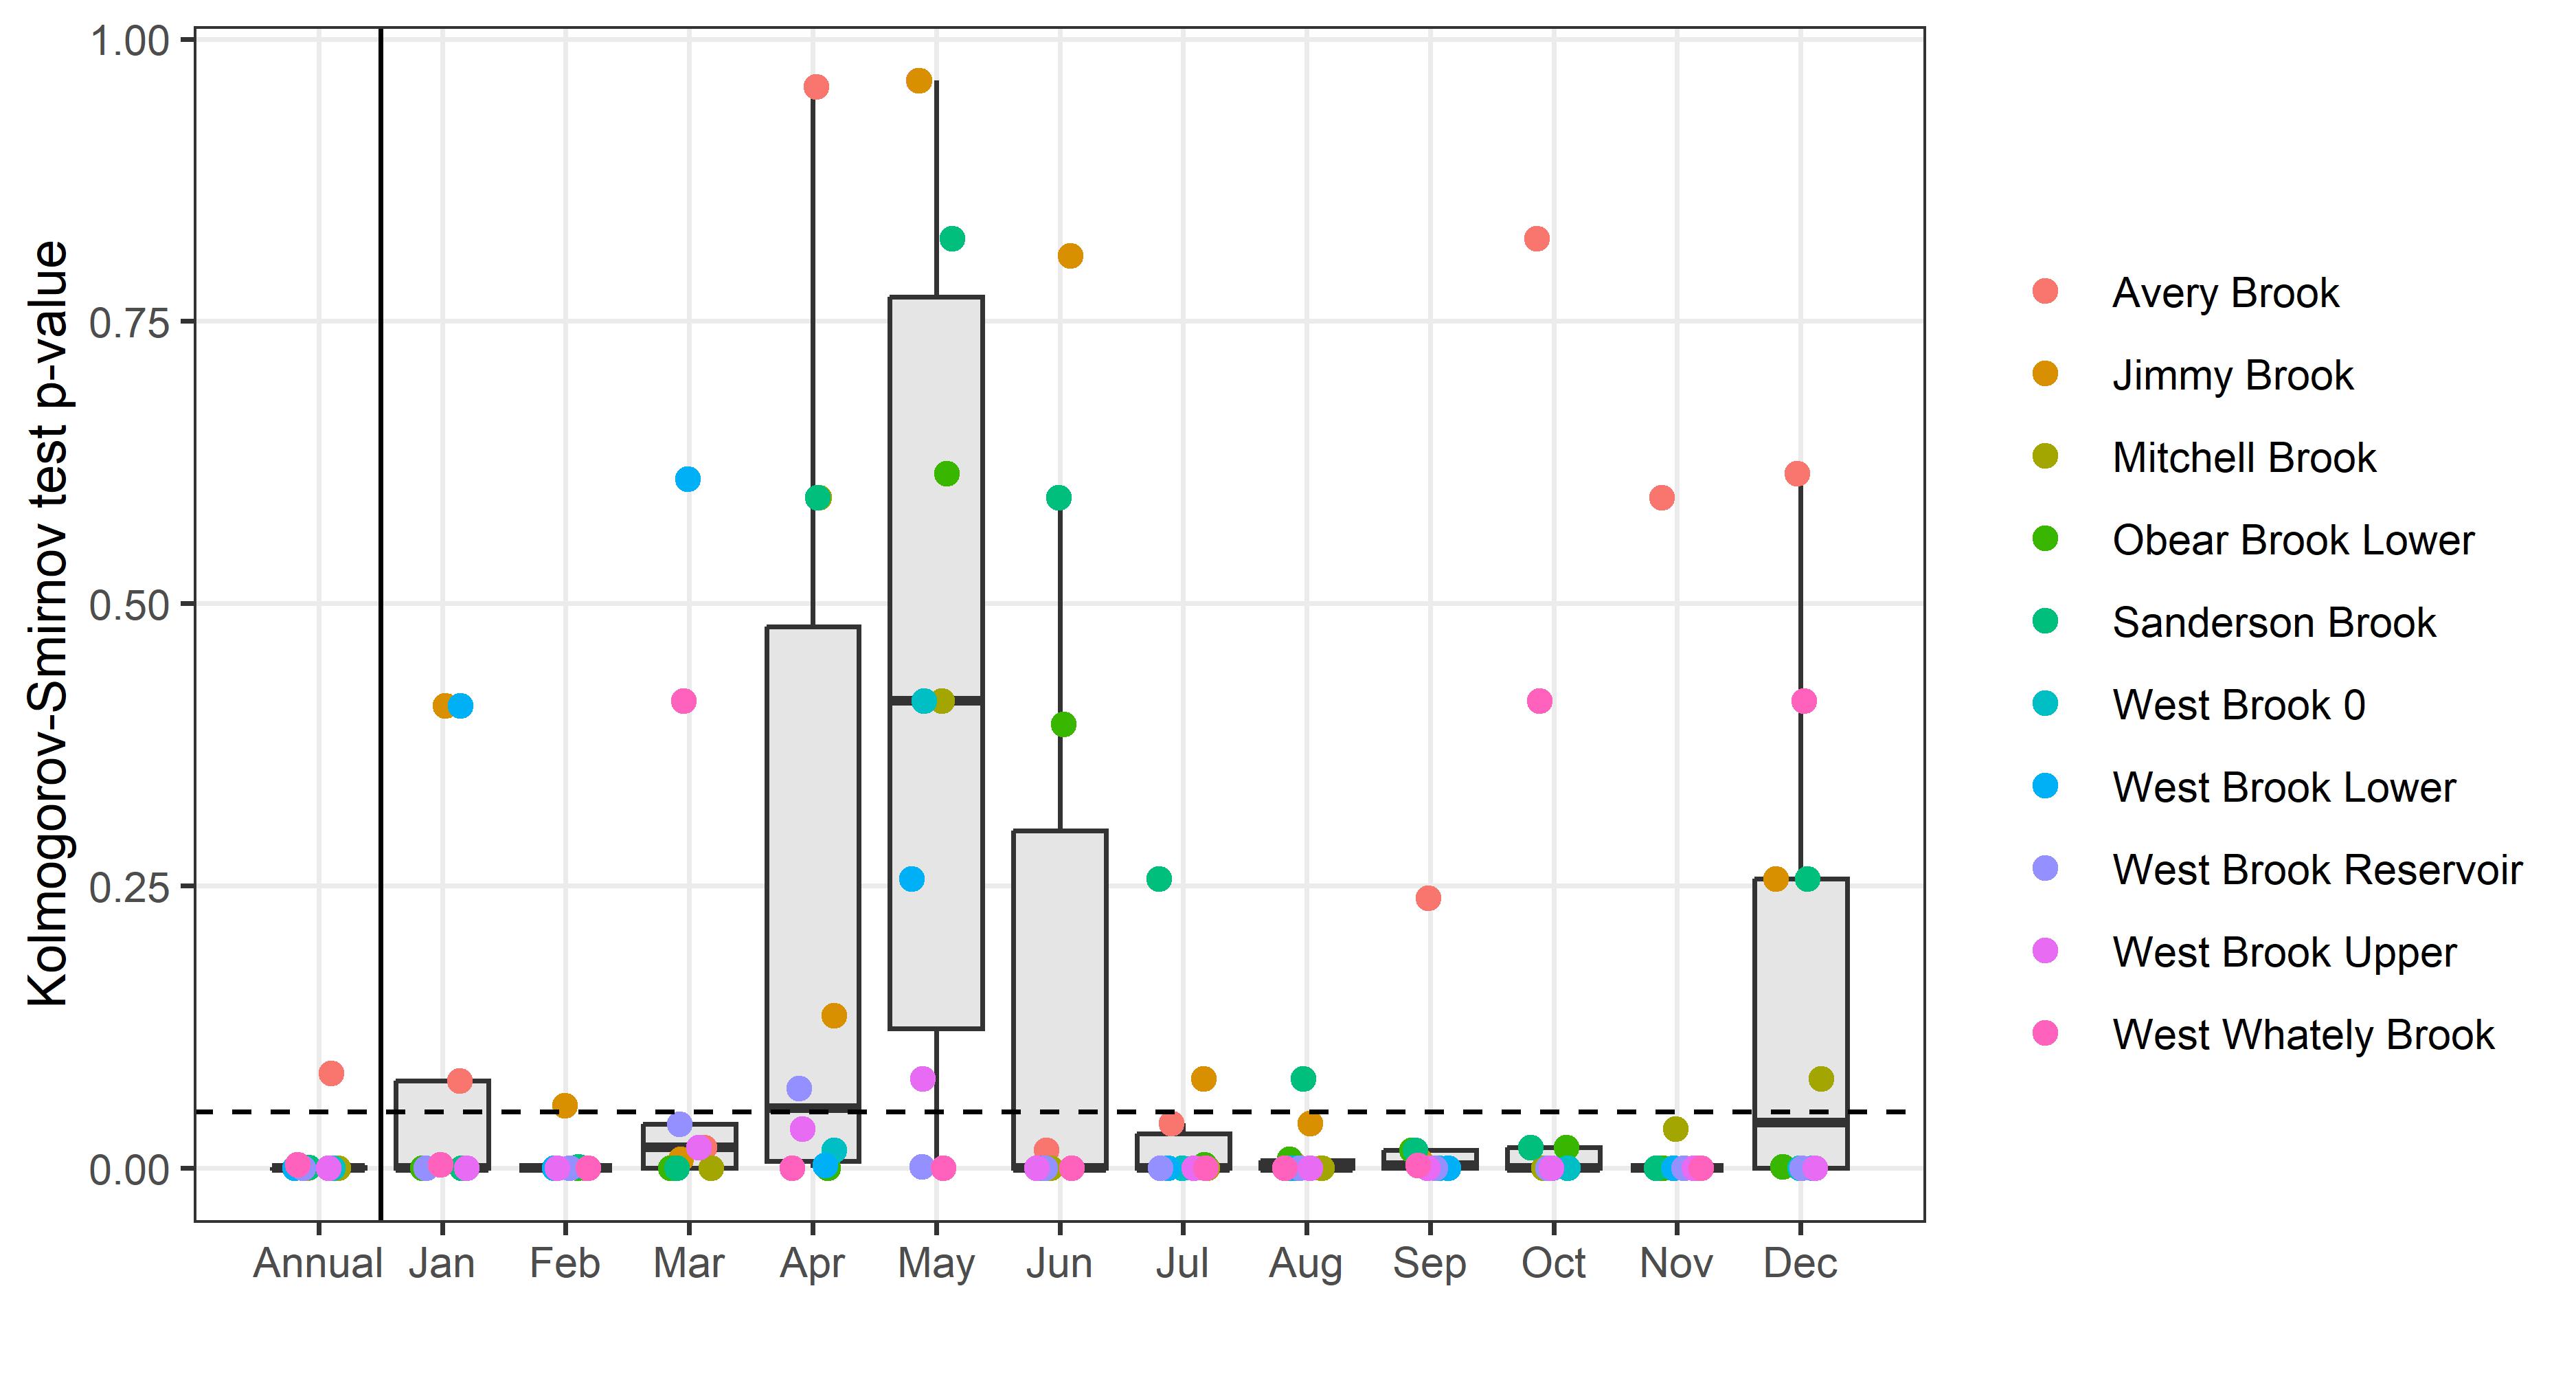 Kolmogorov-Smirnov test p-value
1.00
0.75
0.50
0.25
0.00
Annual Jan Feb Mar Apr May Jun Jul Aug Sep Oct Nov Dec
Avery Brook
Jimmy Brook
Mitchell Brook
Obear Brook Lower
Sanderson Brook
West Brook 0
West Brook Lower
West Brook Reservoir
West Brook Upper
West Whately Brook